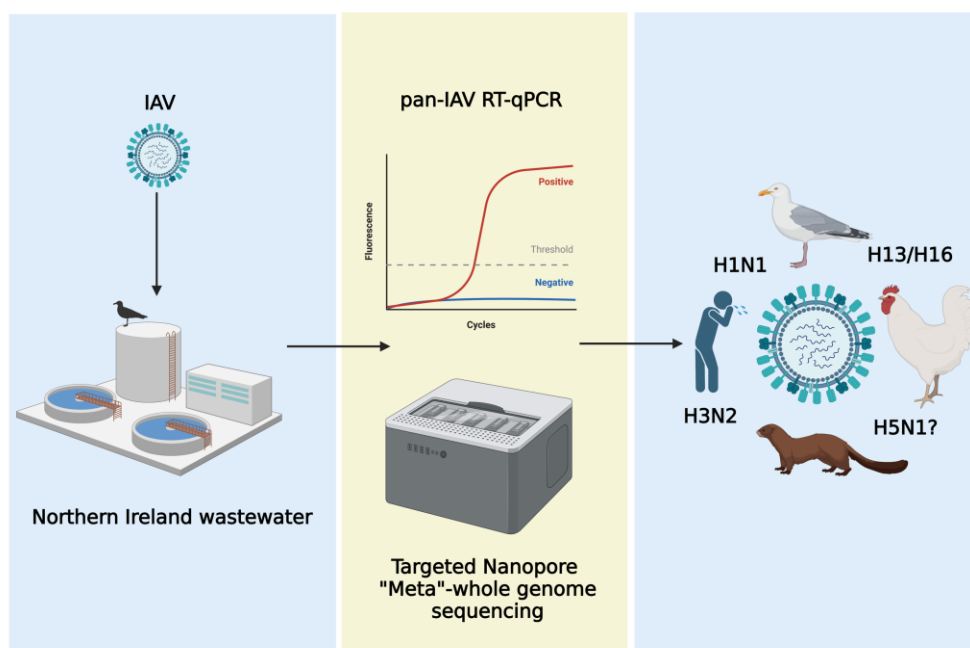 IAV
Northern Ireland wastewater
pan-IAV RT-qPCR
Fluorescence
Positive
Threshold
Negative
Cycles
Targeted Nanopore
"Meta"-whole genome
sequencing
H1N1
H13/H16
H3N2
H5N1?